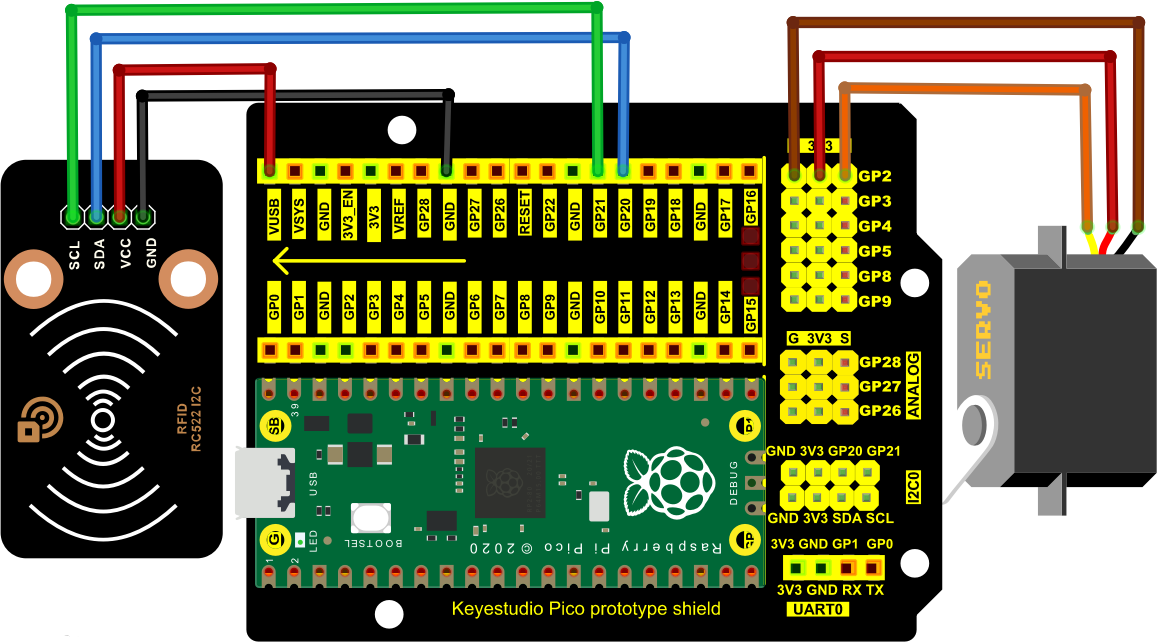 SCL
SDA
VCC
GND
RFID
RC522 I2C
VUSB
VSYS
GND
3V3_EN
3V3
VREF
GP28
GND
GP27
GP26
RESET
GP22
GND
GP21
GP20
GP19
GP18
GND
GP17
GP16
GP0
GP1
GND
GP2
GP3
GP4
GP5
GND
GP6
GP7
GP8
GP9
GND
GP10
GP11
GP12
GP13
GND
GP14
GP15
39
USB
1
2
LED
BOOTSEL
Raspberry Pi Pico © 2020
DEBUG
Keyestudio Pico prototype shield
GP2
GP3
GP4
GP5
GP8
GP9
G 3V3 S
GP28
GP27
GP26
ANALOG
GND 3V3 GP20 GP21
I2C0
GND 3V3 SDA SCL
3V3 GND GP1 GP0
3V3 GND RX TX
UART0
SERVO